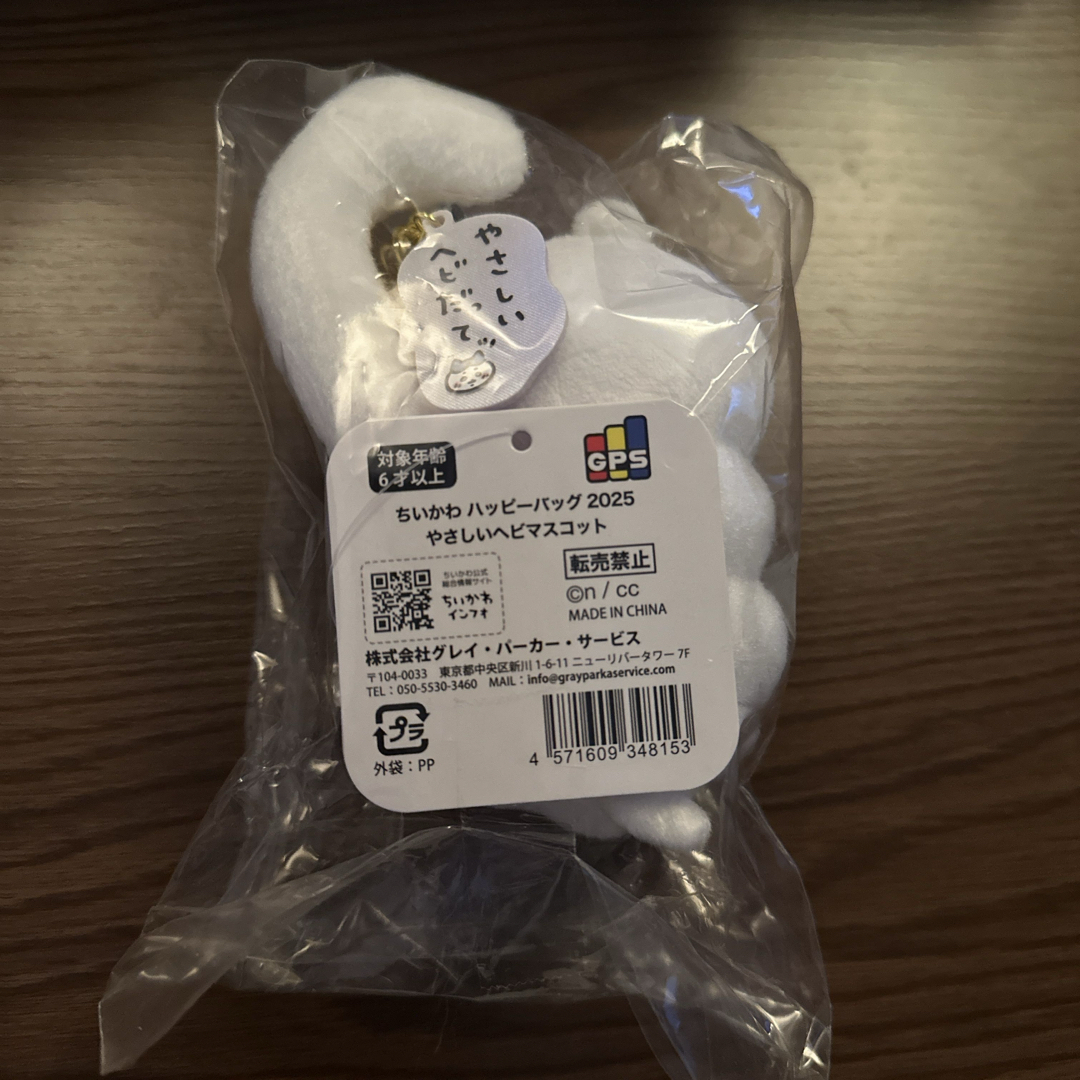 やさしい
ヘビだって…
対象年齢
6才以上
GPS
ちいかわ ハッピーバッグ 2025
やさしいヘビマスコット
ちいかわ公式
総合情報サイト
ちいかわ
インフォ
転売禁止
©n / cc
MADE IN CHINA
株式会社グレイ・パーカー・サービス
〒104-0033 東京都中央区新川 1-6-11 ニューリバータワー 7F
TEL：050-5530-3460 MAIL：info@grayparkaservice.com
プラ
外袋：PP
4 571609 348153